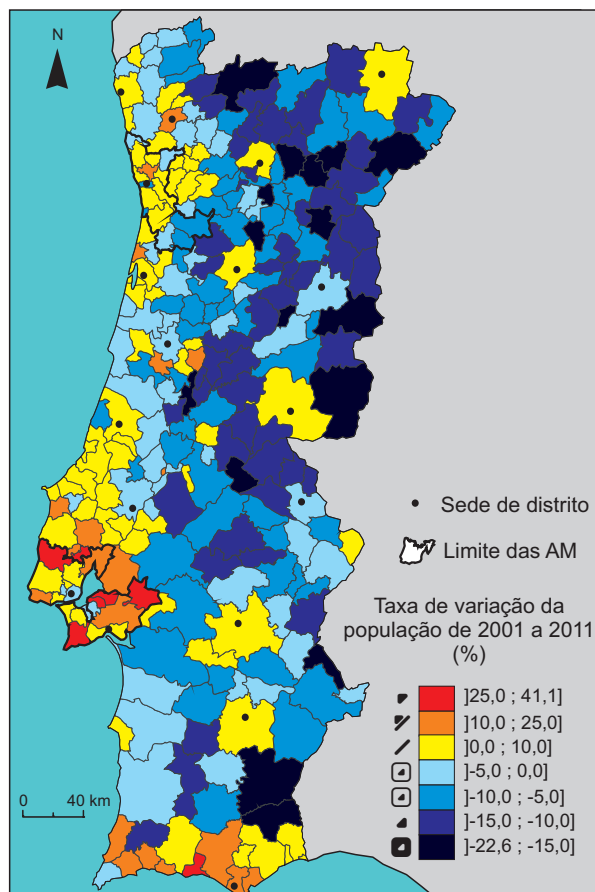 N
Sede de distrito
Limite das AM
Taxa de variação da
população de 2001 a 2011
(%)
]25,0 ; 41,1]
]10,0 ; 25,0]
]0,0 ; 10,0]
]-5,0 ; 0,0]
]-10,0 ; -5,0]
]-15,0 ; -10,0]
]-22,6 ; -15,0]
0 40 km